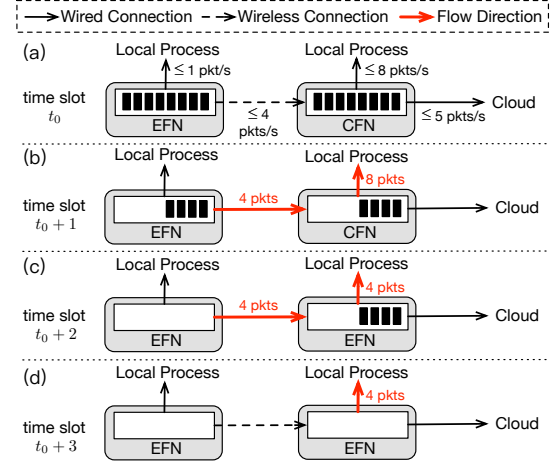 Wired Connection Wireless Connection Flow Direction
(a) Local Process Local Process
≤ 1 pkt/s ≤ 8 pkt/s
time slot t₀ Cloud
≤ 4 pkts/s ≤ 5 pkts/s
EFN CFN
(b) Local Process Local Process
8 pkts
time slot t₀ + 1 4 pkts Cloud
EFN CFN
(c) Local Process Local Process
4 pkts
time slot t₀ + 2 4 pkts Cloud
EFN EFN
(d) Local Process Local Process
4 pkts
time slot t₀ + 3 Cloud
EFN EFN